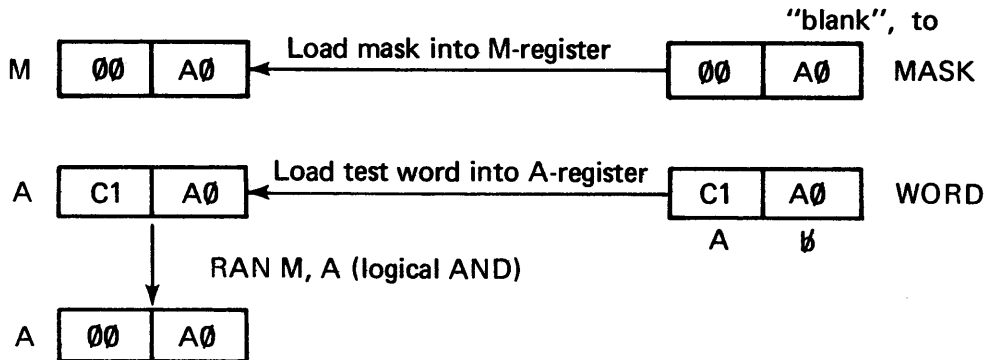 "blank", to
M ØØ AØ Load mask into M-register ØØ AØ MASK
A C1 AØ Load test word into A-register C1 AØ WORD
A b̸
RAN M, A (logical AND)
A ØØ AØ